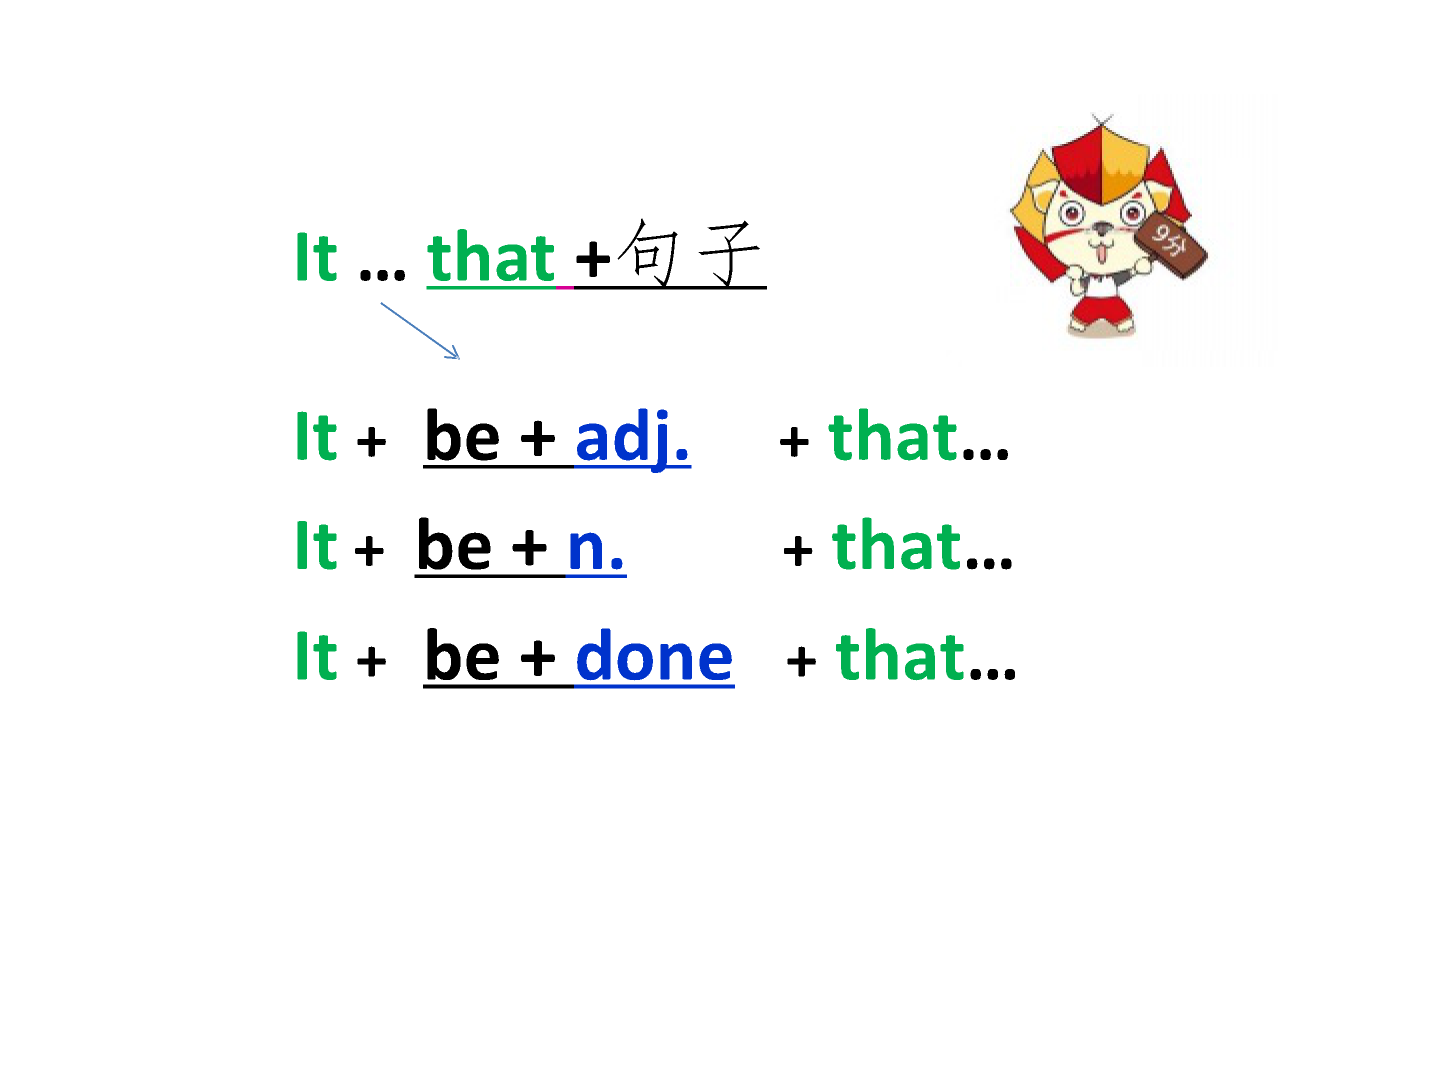 It … that +句子
9分
It + be + adj. + that…
It + be + n. + that…
It + be + done + that…